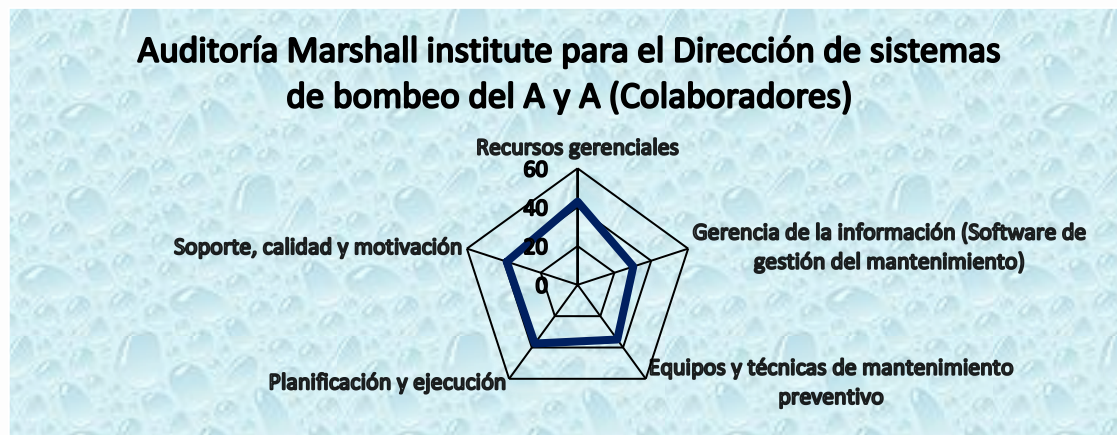 Auditoría Marshall institute para el Dirección de sistemas
de bombeo del A y A (Colaboradores)
Recursos gerenciales
60
40
20
0
Gerencia de la información (Software de
gestión del mantenimiento)
Soporte, calidad y motivación
Equipos y técnicas de mantenimiento
preventivo
Planificación y ejecución